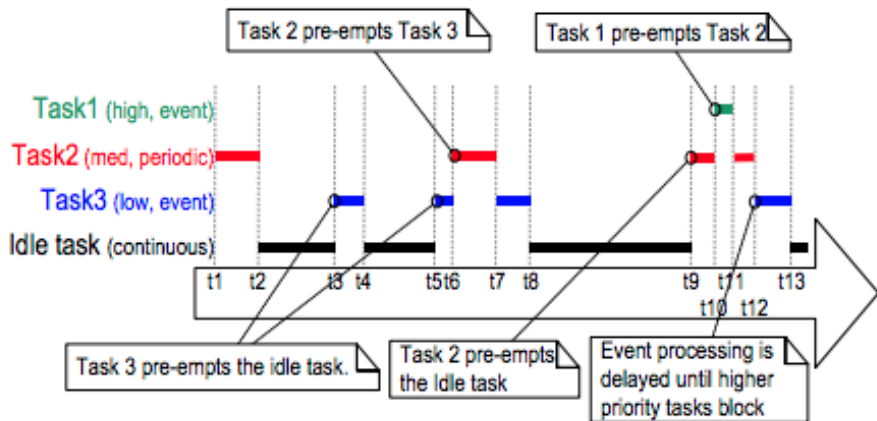 Task 2 pre-empts Task 3
Task 1 pre-empts Task 2
Task1 (high, event)
Task2 (med, periodic)
Task3 (low, event)
Idle task (continuous)
t1 t2 t3 t4 t5 t6 t7 t8 t9 t11 t13
t10 t12
Task 3 pre-empts the idle task.
Task 2 pre-empts
the Idle task
Event processing is
delayed until higher
priority tasks block